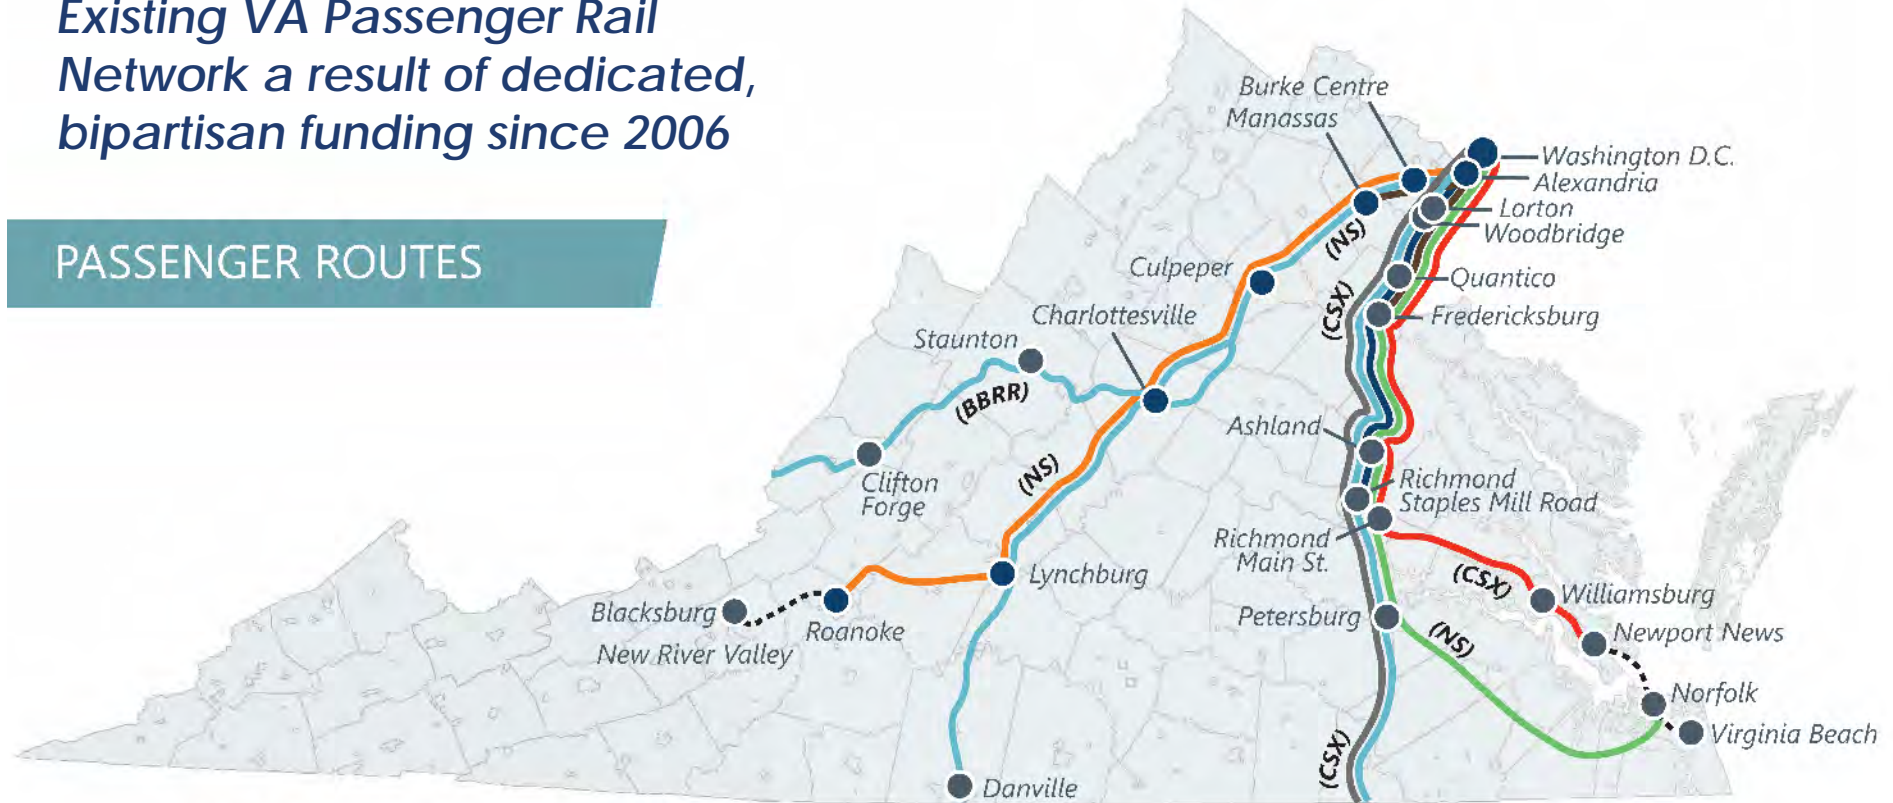 Existing VA Passenger Rail
Network a result of dedicated,
bipartisan funding since 2006
PASSENGER ROUTES
Burke Centre
Manassas
Washington D.C.
Alexandria
Lorton
Woodbridge
(NS)
Culpeper
Quantico
(CSX)
Charlottesville
Fredericksburg
Staunton
(BBRR)
Ashland
Clifton
Forge
(NS)
Richmond
Staples Mill Road
Richmond
Main St.
Lynchburg
(CSX)
Williamsburg
Blacksburg
Roanoke
Petersburg
(NS)
Newport News
New River Valley
Norfolk
Virginia Beach
(CSX)
Danville